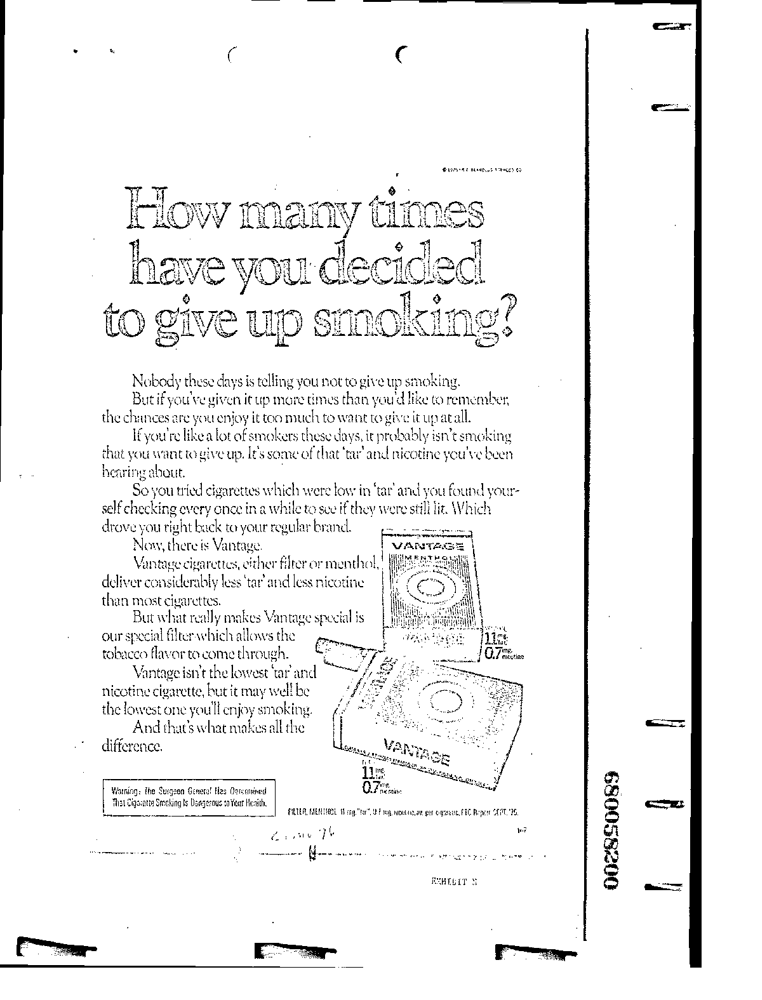 How many times
have you decided
to give up smoking?
Nobody these days is telling you not to give up smoking.
But if you've given it up more times than you'd like to remember,
the chances are you enjoy it too much to want to give it up at all.
If you're like a lot of smokers these days, it probably isn't smoking
that you want to give up. It's some of that 'tar' and nicotine you've been
hearing about.
So you tried cigarettes which were low in 'tar' and you found your-
self checking every once in a while to see if they were still lit. Which
drove you right back to your regular brand.
Now, there is Vantage.
Vantage cigarettes, either filter or menthol,
deliver considerably less 'tar' and less nicotine
than most cigarettes.
But what really makes Vantage special is
our special filter which allows the
tobacco flavor to come through.
Vantage isn't the lowest 'tar' and
nicotine cigarette, but it may well be
the lowest one you'll enjoy smoking.
And that's what makes all the
difference.
VANTAGE
MENTHOL
VANTAGE
11 mg
0.7 mg nicotine
VANTAGE
VANTAGE
11 mg
0.7 mg nicotine
Warning: The Surgeon General Has Determined
That Cigarette Smoking Is Dangerous to Your Health.
FILTER, MENTHOL: 11 mg. "tar", 0.7 mg. nicotine, av. per cigarette, FTC Report SEPT. '75.
EXHIBIT
680058200